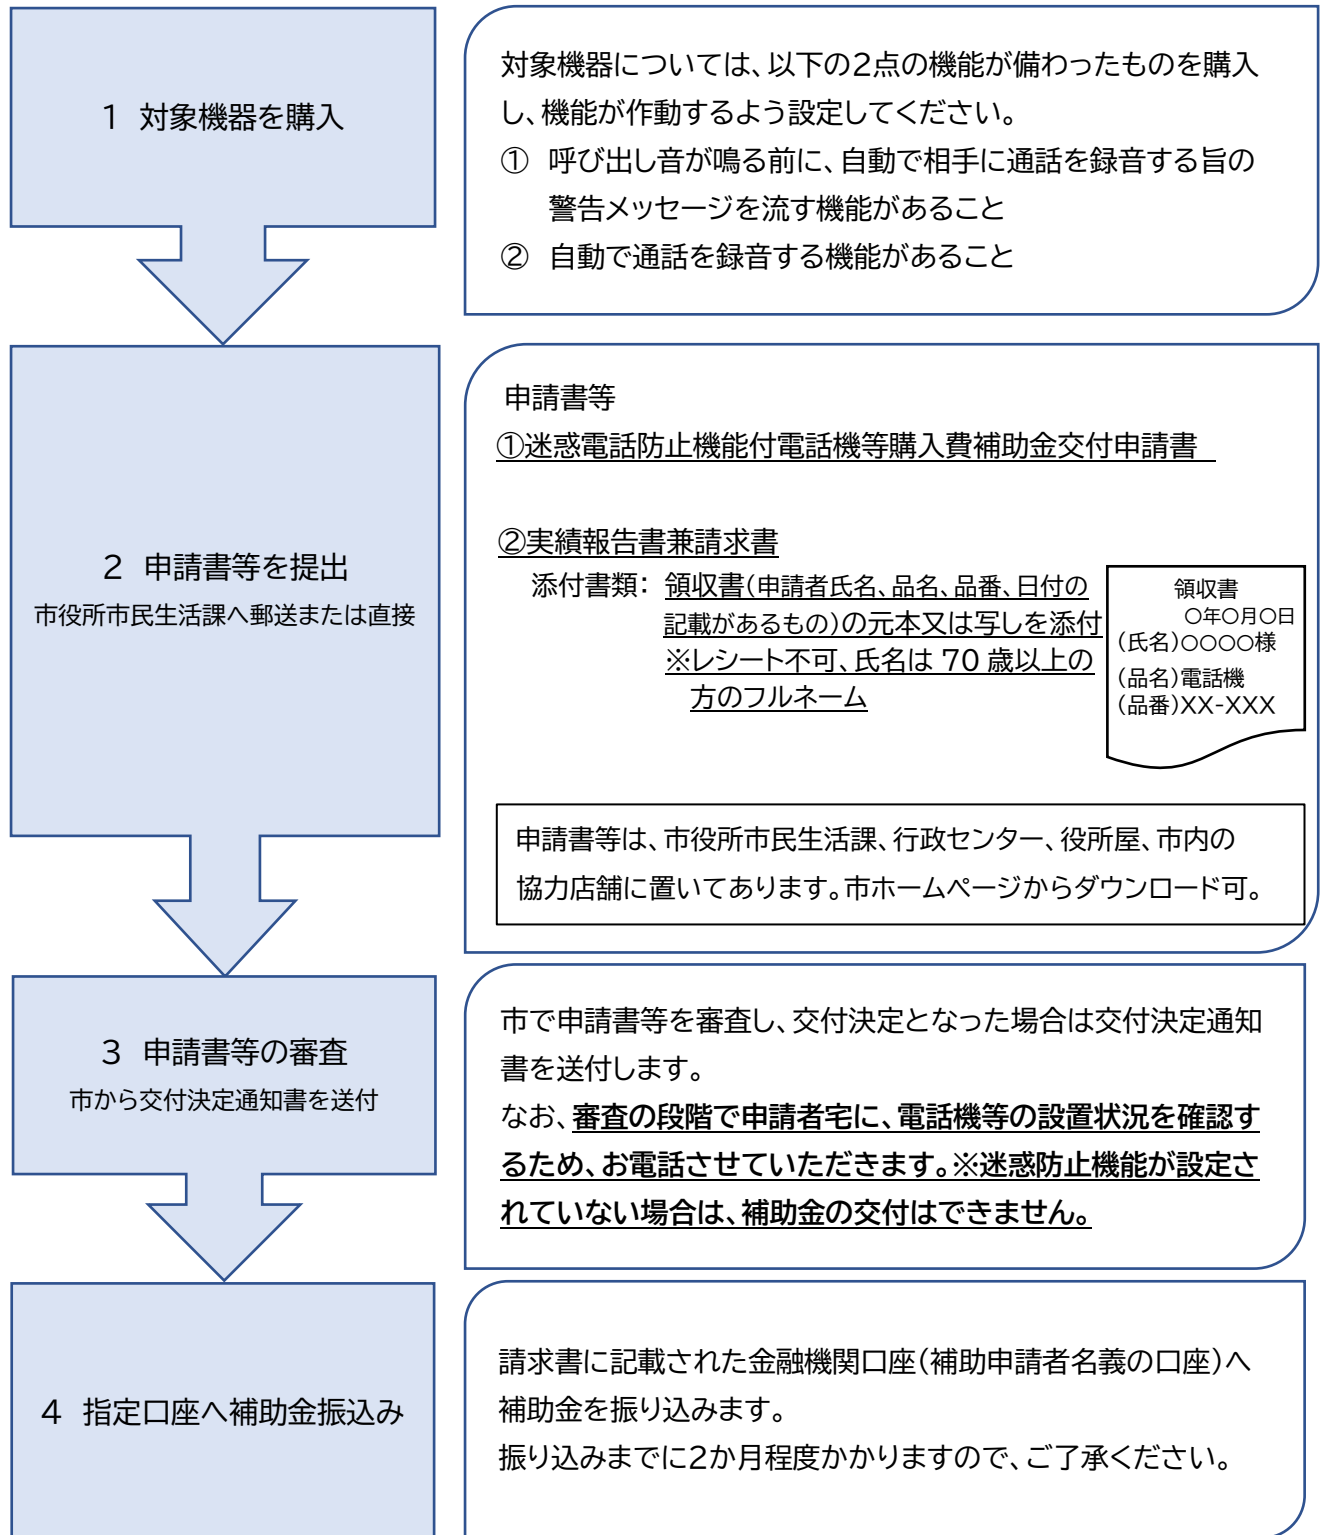 1 対象機器を購入
対象機器については、以下の2点の機能が備わったものを購入
し、機能が作動するよう設定してください。
① 呼び出し音が鳴る前に、自動で相手に通話を録音する旨の
警告メッセージを流す機能があること
② 自動で通話を録音する機能があること
2 申請書等を提出
市役所市民生活課へ郵送または直接
申請書等
①迷惑電話防止機能付電話機等購入費補助金交付申請書
②実績報告書兼請求書
添付書類: 領収書(申請者氏名、品名、品番、日付の
記載があるもの)の元本又は写しを添付
※レシート不可、氏名は 70 歳以上の
方のフルネーム
領収書
〇年〇月〇日
(氏名)〇〇〇〇様
(品名)電話機
(品番)XX-XXX
申請書等は、市役所市民生活課、行政センター、役所屋、市内の
協力店舗に置いてあります。市ホームページからダウンロード可。
3 申請書等の審査
市から交付決定通知書を送付
市で申請書等を審査し、交付決定となった場合は交付決定通知
書を送付します。
なお、審査の段階で申請者宅に、電話機等の設置状況を確認す
るため、お電話させていただきます。※迷惑防止機能が設定さ
れていない場合は、補助金の交付はできません。
4 指定口座へ補助金振込み
請求書に記載された金融機関口座(補助申請者名義の口座)へ
補助金を振り込みます。
振り込みまでに2か月程度かかりますので、ご了承ください。